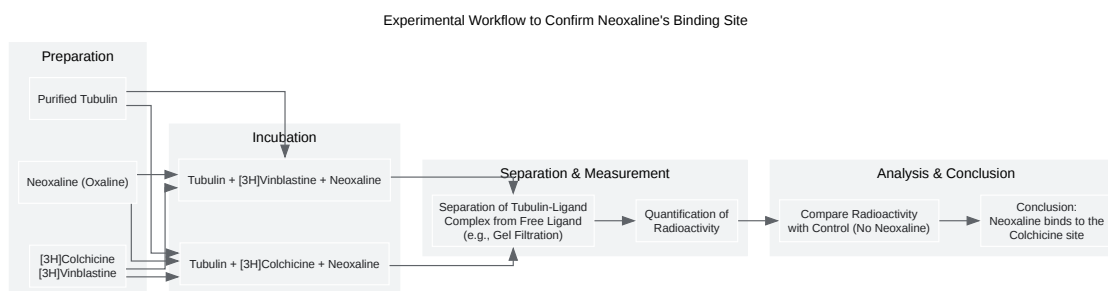 Experimental Workflow to Confirm Neoxaline's Binding Site
Preparation
Purified Tubulin
Neoxaline (Oxaline)
[3H]Colchicine
[3H]Vinblastine
Incubation
Tubulin + [3H]Vinblastine + Neoxaline
Tubulin + [3H]Colchicine + Neoxaline
Separation & Measurement
Separation of Tubulin-Ligand
Complex from Free Ligand
(e.g., Gel Filtration)
Quantification of
Radioactivity
Analysis & Conclusion
Compare Radioactivity
with Control (No Neoxaline)
Conclusion:
Neoxaline binds to the
Colchicine site